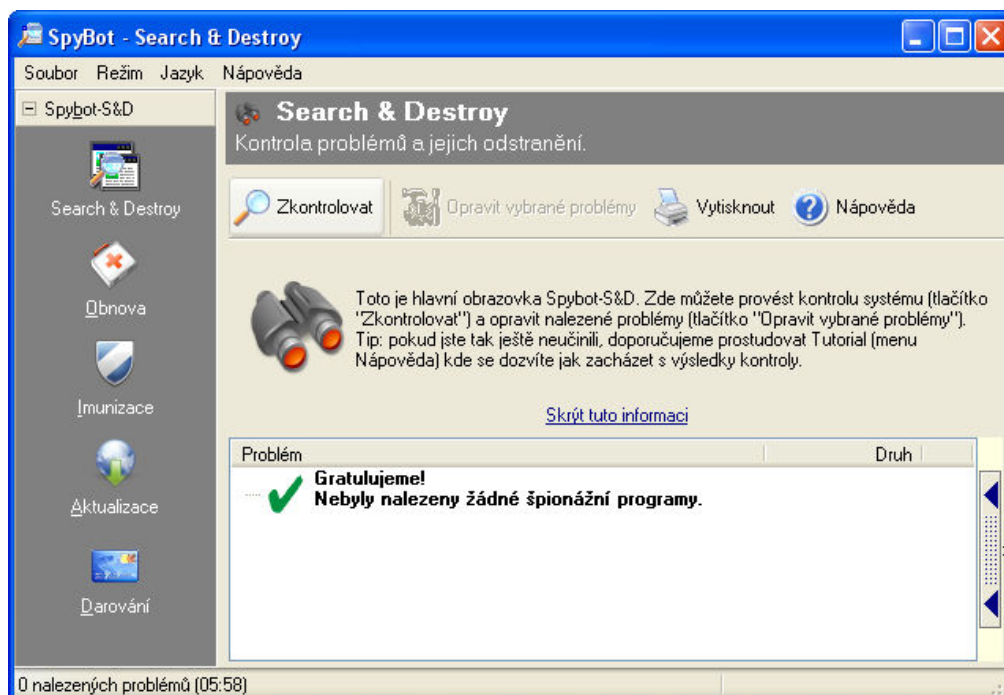 SpyBot - Search & Destroy
Soubor Režim Jazyk Nápověda
Spybot-S&D
Search & Destroy
Obnova
Imunizace
Aktualizace
Darování
Search & Destroy
Kontrola problémů a jejich odstranění.
Zkontrolovat Opravit vybrané problémy Vytisknout Nápověda
Toto je hlavní obrazovka Spybot-S&D. Zde můžete provést kontrolu systému (tlačítko
"Zkontrolovat") a opravit nalezené problémy (tlačítko "Opravit vybrané problémy").
Tip: pokud jste tak ještě neučinili, doporučujeme prostudovat Tutorial (menu
Nápověda) kde se dozvíte jak zacházet s výsledky kontroly.
Skrýt tuto informaci
Problém Druh
Gratulujeme!
Nebyly nalezeny žádné špionážní programy.
0 nalezených problémů (05:58)